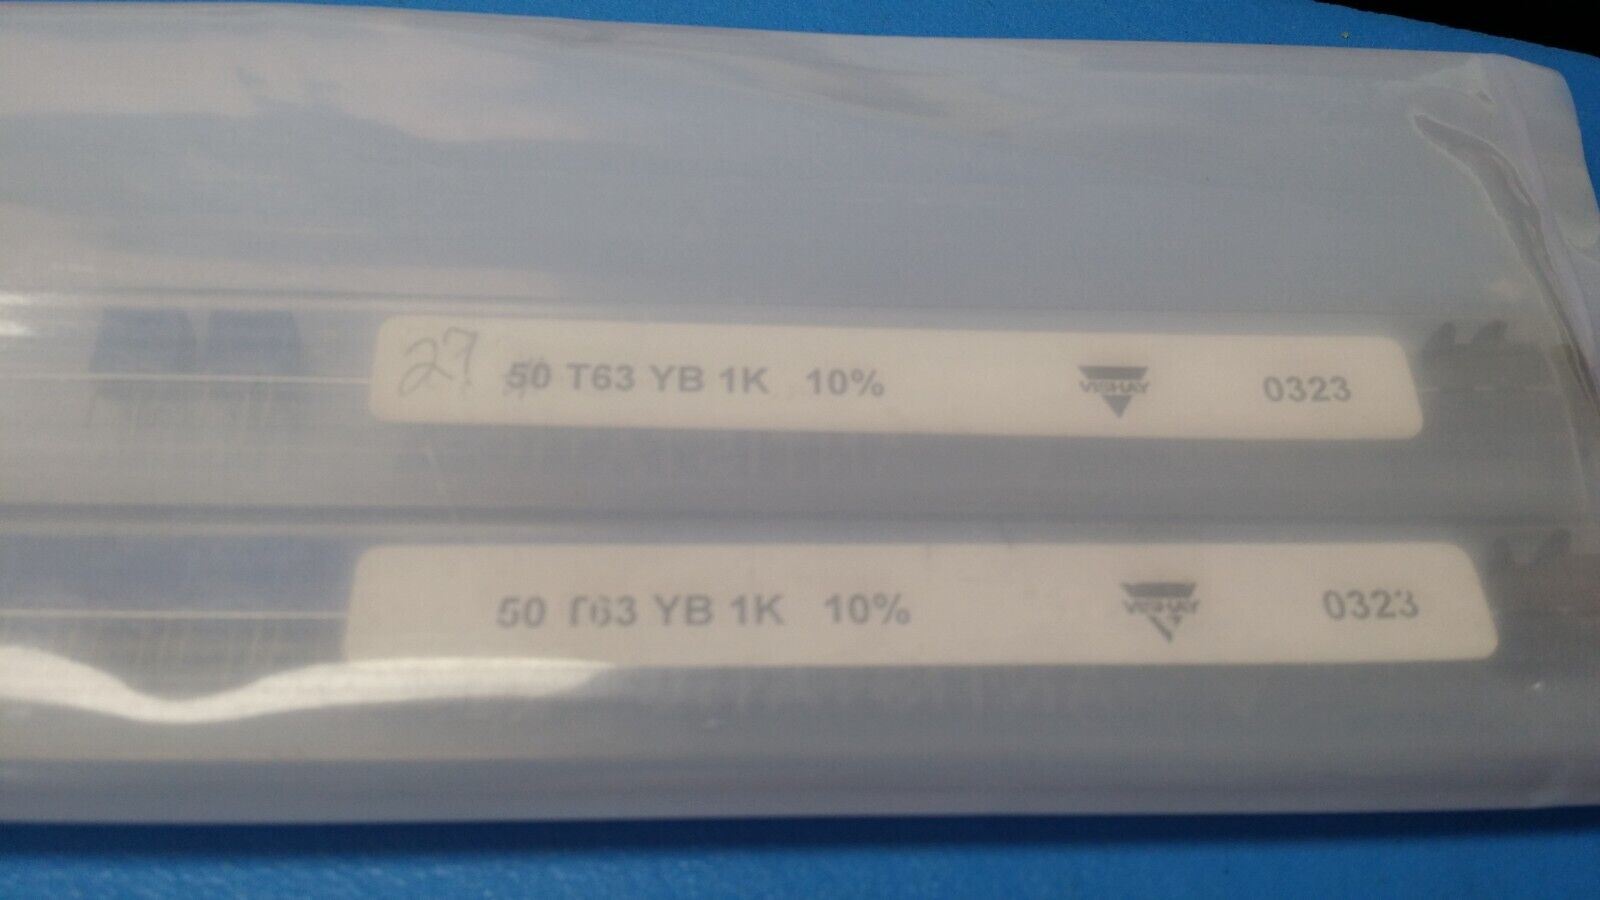 27 50 T63 YB 1K 10% VISHAY 0323
50 T63 YB 1K 10% VISHAY 0323